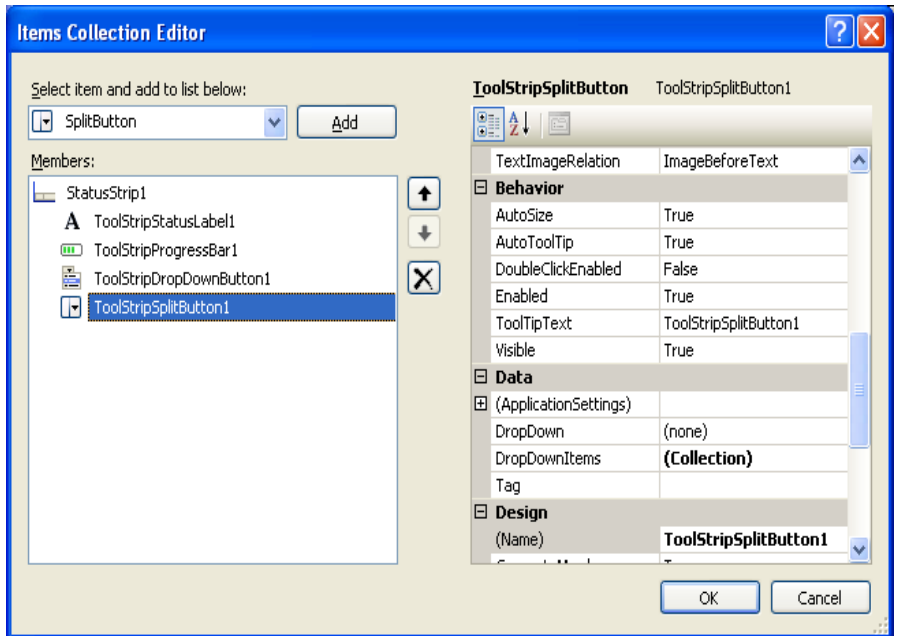 Items Collection Editor
Select item and add to list below:
SplitButton
Add
Members:
StatusStrip1
A ToolStripStatusLabel1
ToolStripProgressBar1
ToolStripDropDownButton1
ToolStripSplitButton1
ToolStripSplitButton ToolStripSplitButton1
TextImageRelation ImageBeforeText
Behavior
AutoSize True
AutoToolTip True
DoubleClickEnabled False
Enabled True
ToolTipText ToolStripSplitButton1
Visible True
Data
(ApplicationSettings)
DropDown (none)
DropDownItems (Collection)
Tag
Design
(Name) ToolStripSplitButton1
OK Cancel